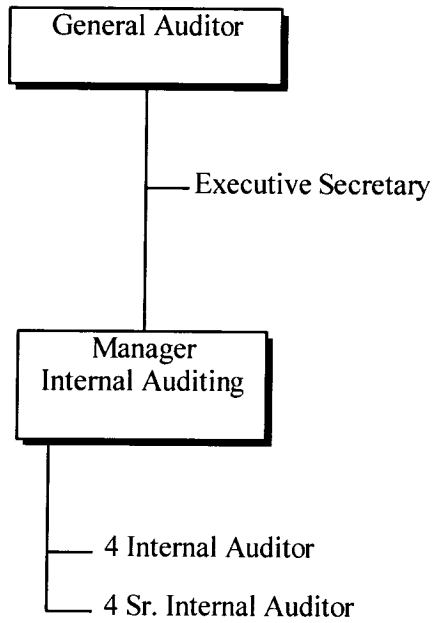 General Auditor
Executive Secretary
Manager
Internal Auditing
4 Internal Auditor
4 Sr. Internal Auditor